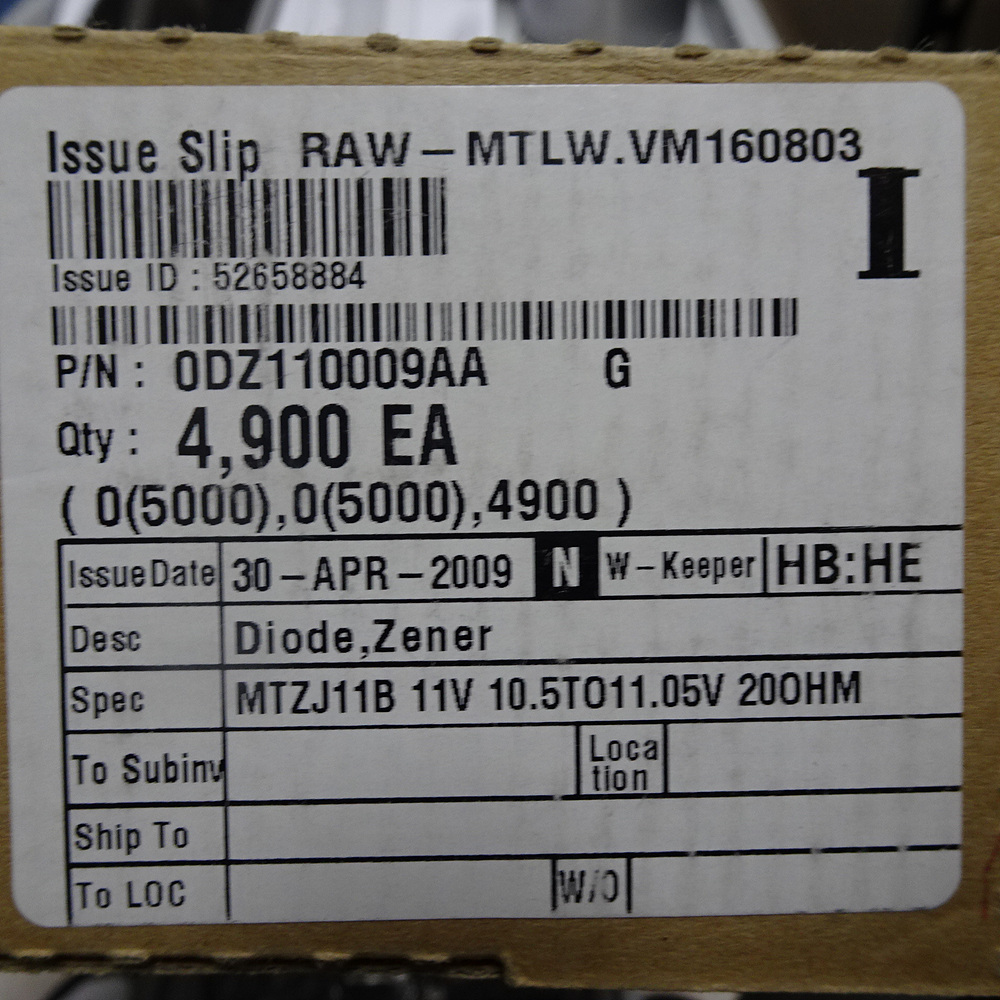 Issue Slip RAW-MTLW.VM160803
I
Issue ID : 52658884
P/N : 0DZ110009AA G
Qty : 4,900 EA
( 0(5000),0(5000),4900 )
IssueDate 30-APR-2009 N W-Keeper HB:HE
Desc Diode,Zener
Spec MTZJ11B 11V 10.5TO11.05V 20OHM
To Subinv Loca
tion
Ship To
To LOC W/O